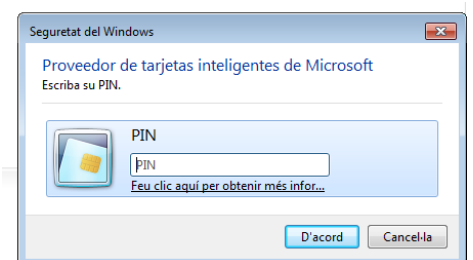 Seguretat del Windows
Proveedor de tarjetas inteligentes de Microsoft
Escriba su PIN.
PIN
PIN
Feu clic aquí per obtenir més infor...
D'acord
Cancel·la